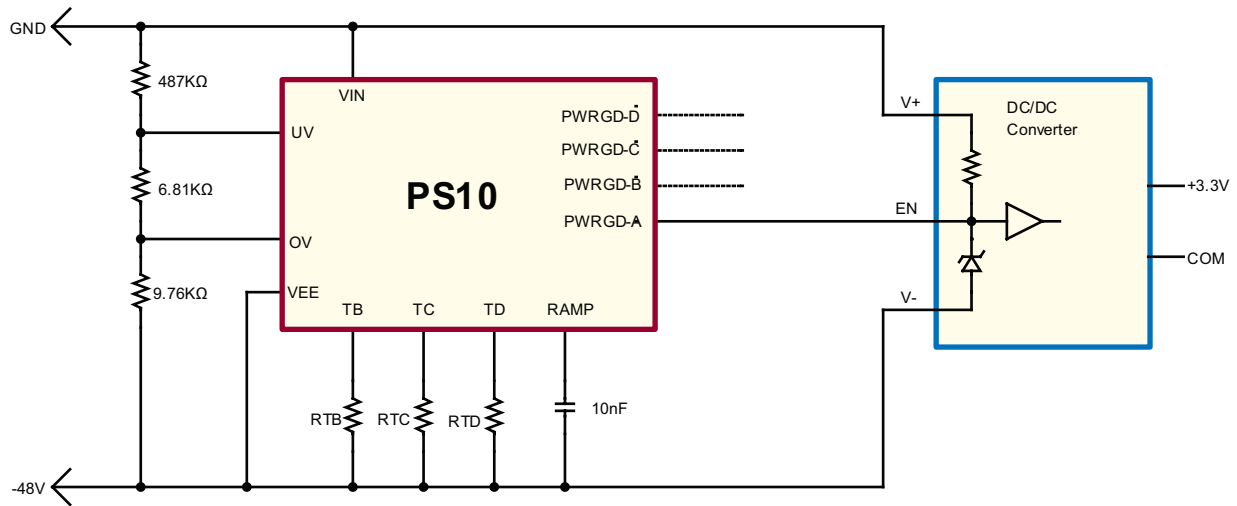 GND
487KΩ
6.81KΩ
9.76KΩ
-48V
VIN
UV
OV
VEE
PS10
PWRGD-D
PWRGD-C
PWRGD-B
PWRGD-A
TB
TC
TD
RAMP
RTB
RTC
RTD
10nF
V+
EN
V-
DC/DC
Converter
+3.3V
COM